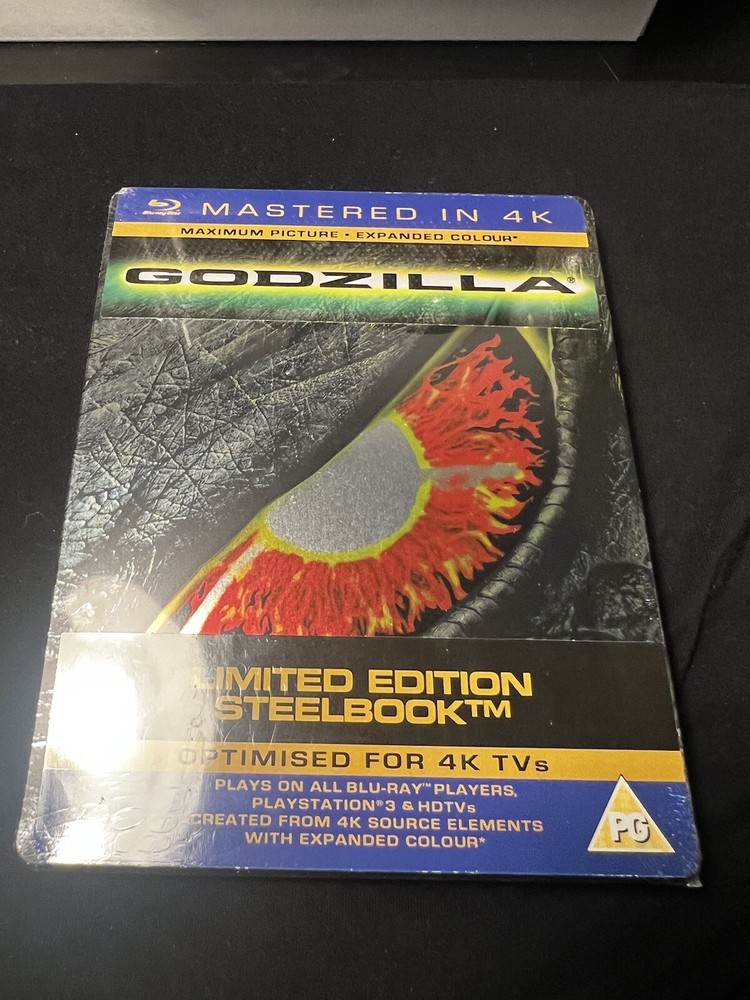 Blu-ray Disc
MASTERED IN 4K
MAXIMUM PICTURE • EXPANDED COLOUR*
GODZILLA®
LIMITED EDITION
STEELBOOK™
OPTIMISED FOR 4K TVs
PLAYS ON ALL BLU-RAY™ PLAYERS,
PLAYSTATION®3 & HDTVs
CREATED FROM 4K SOURCE ELEMENTS
WITH EXPANDED COLOUR*
PG